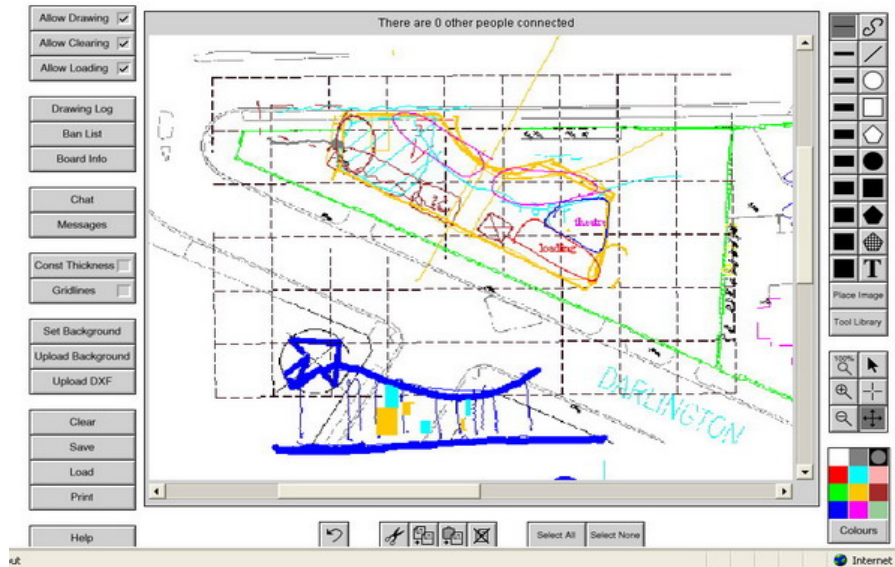 There are 0 other people connected
Allow Drawing
Allow Clearing
Allow Loading
Drawing Log
Ban List
Board Info
Chat
Messages
Const Thickness
Gridlines
Set Background
Upload Background
Upload DXF
Clear
Save
Load
Print
Help
theatre
loading
DARLINGTON
T
Place Image
Tool Library
100%
Colours
Select All
Select None
out
Internet